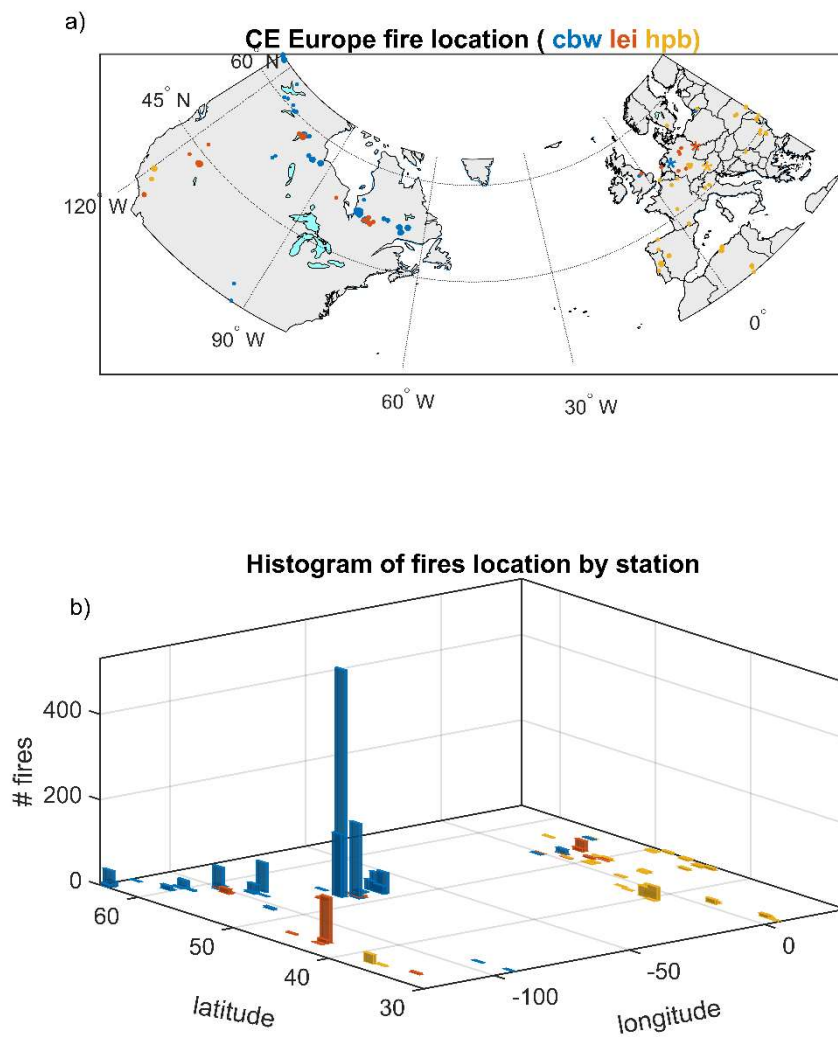 a)
CE Europe fire location ( cbw lei hpb)
60° N
45° N
120° W
90° W
60° W
30° W
0°
Histogram of fires location by station
b)
# fires
400
200
0
60
50
40
30
latitude
-100
-50
0
longitude